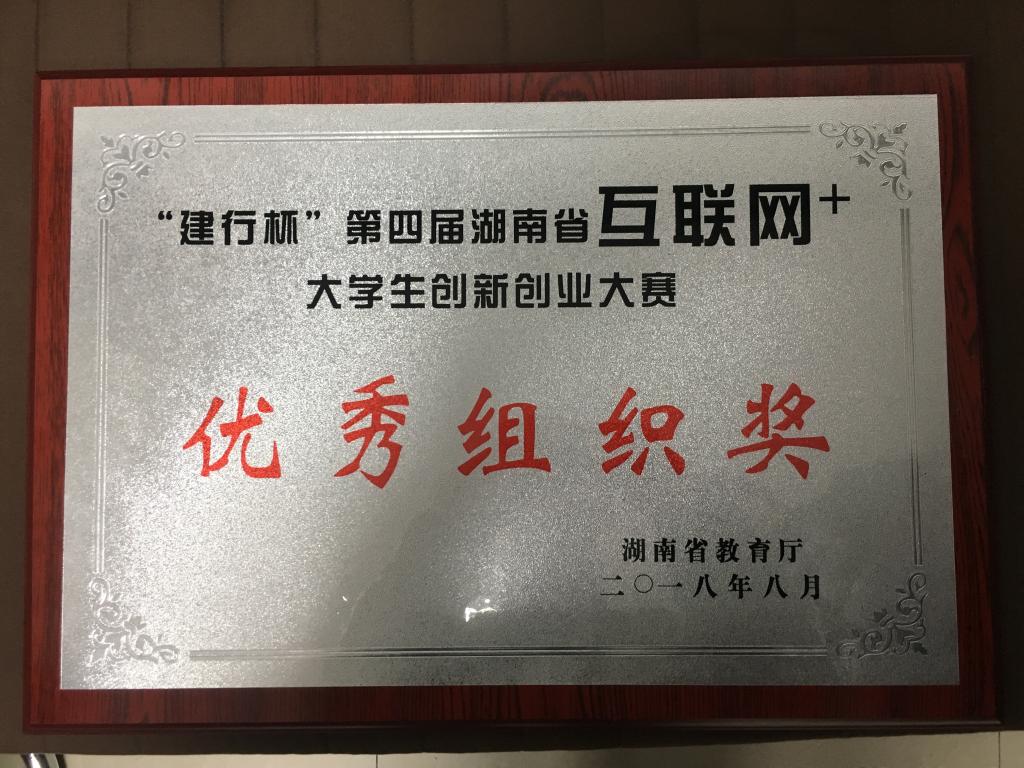 “建行杯”第四届湖南省互联网+
大学生创新创业大赛
优秀组织奖
湖南省教育厅
二〇一八年八月